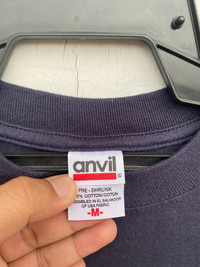 anvil
®
PRE-SHRUNK
% COTTON/COTON
SEMBLED IN EL SALVADOR
OF USA FABRIC
-M-